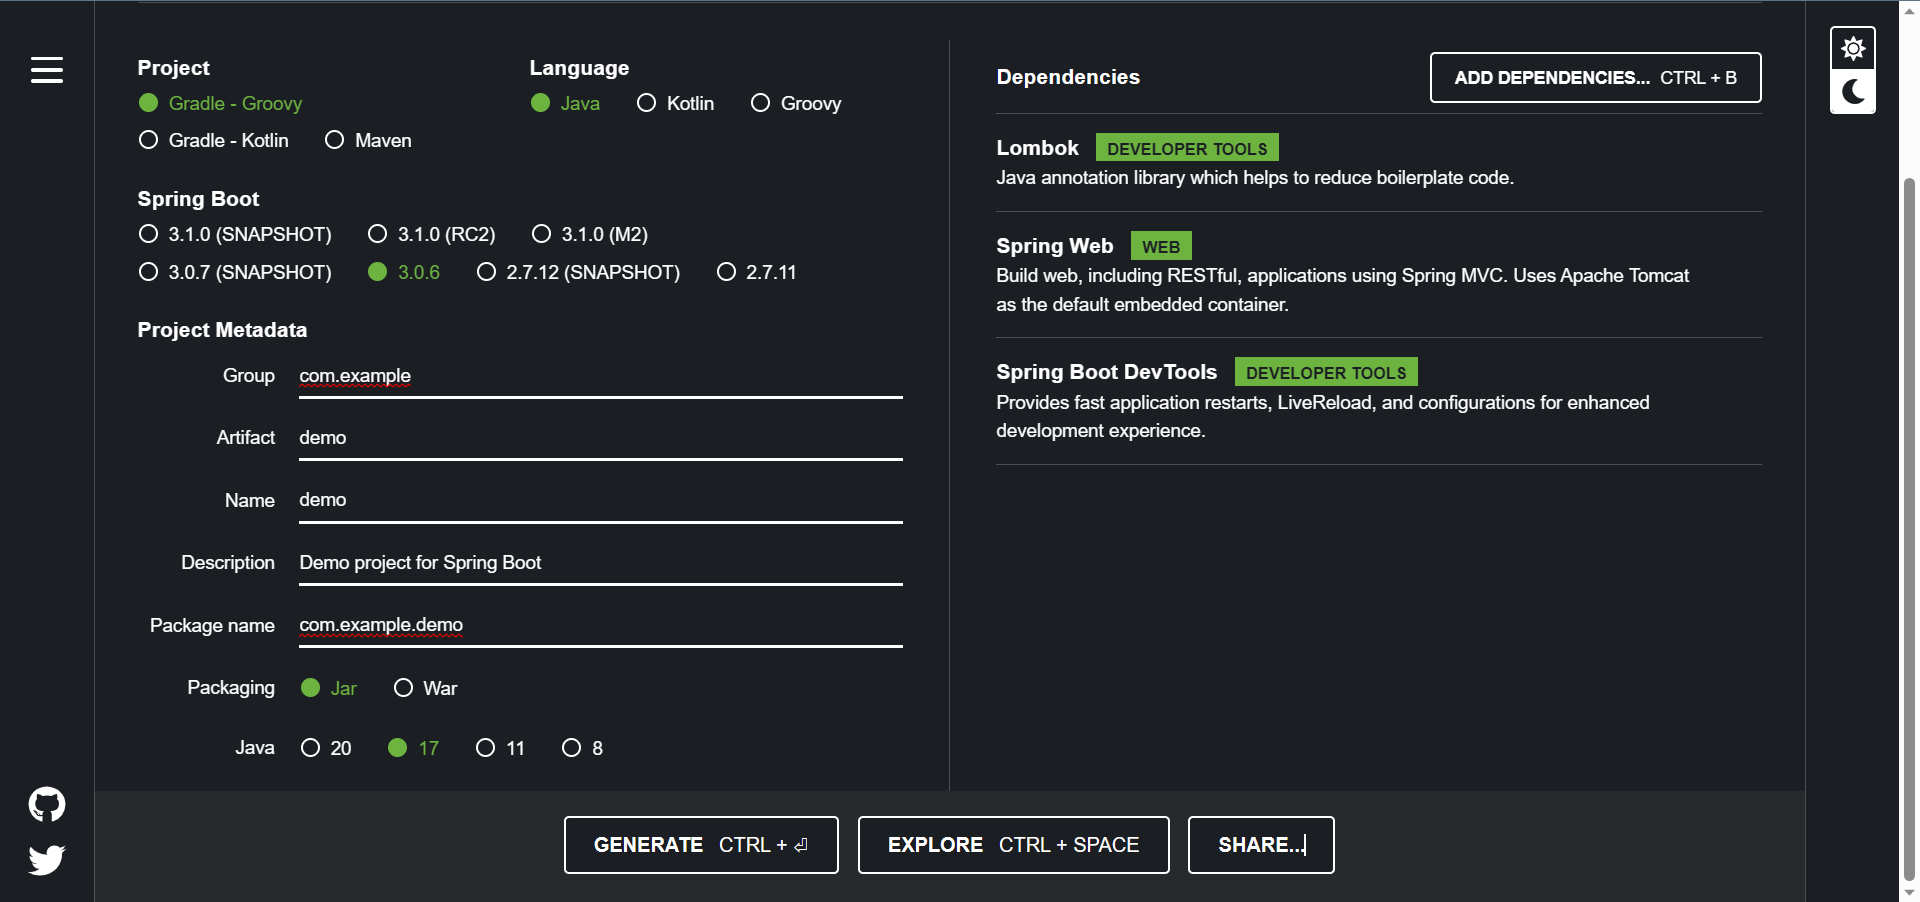 Project
Gradle - Groovy
Gradle - Kotlin Maven
Language
Java Kotlin Groovy
Spring Boot
3.1.0 (SNAPSHOT) 3.1.0 (RC2) 3.1.0 (M2)
3.0.7 (SNAPSHOT) 3.0.6 2.7.12 (SNAPSHOT) 2.7.11
Project Metadata
Group com.example
Artifact demo
Name demo
Description Demo project for Spring Boot
Package name com.example.demo
Packaging Jar War
Java 20 17 11 8
Dependencies ADD DEPENDENCIES... CTRL + B
Lombok DEVELOPER TOOLS
Java annotation library which helps to reduce boilerplate code.
Spring Web WEB
Build web, including RESTful, applications using Spring MVC. Uses Apache Tomcat
as the default embedded container.
Spring Boot DevTools DEVELOPER TOOLS
Provides fast application restarts, LiveReload, and configurations for enhanced
development experience.
GENERATE CTRL + ⏎ EXPLORE CTRL + SPACE SHARE...